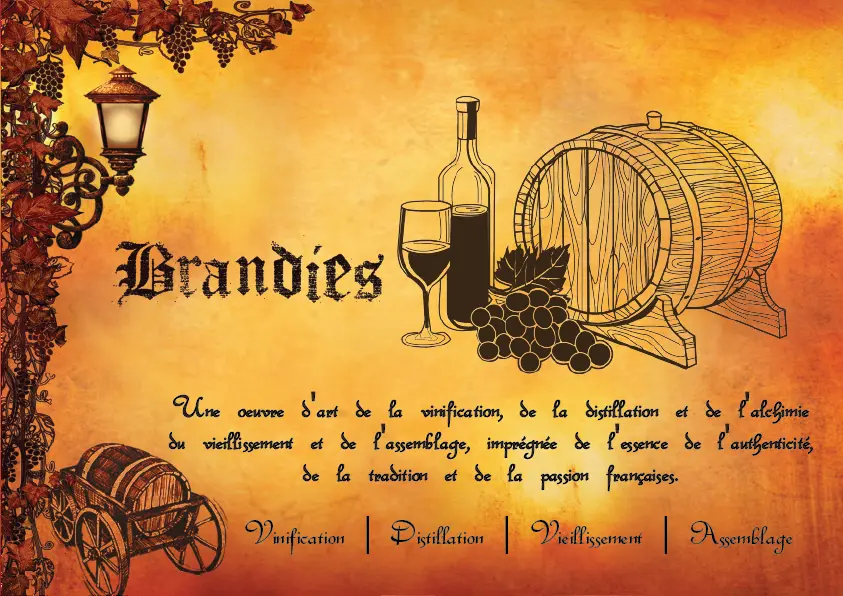 Brandies
Une oeuvre d'art de la vinification, de la distillation et de l'alchimie
du vieillissement et de l'assemblage, imprégnée de l'essence de l'authenticité,
de la tradition et de la passion françaises.
Vinification | Distillation | Vieillissement | Assemblage